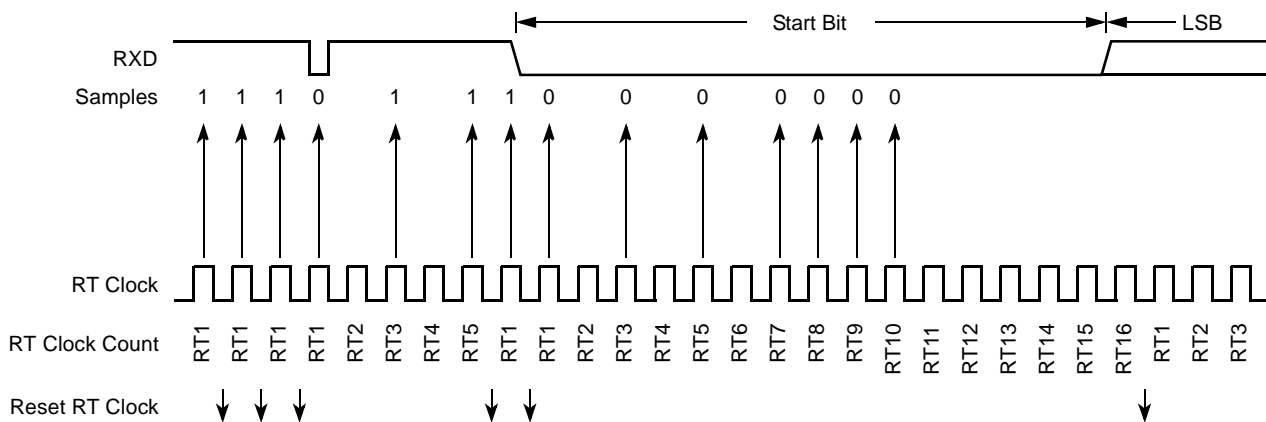 Start Bit LSB
RXD
Samples 1 1 1 0 1 1 1 0 0 0 0 0 0 0
RT Clock
RT Clock Count RT1 RT1 RT1 RT1 RT2 RT3 RT4 RT5 RT1 RT1 RT2 RT3 RT4 RT5 RT6 RT7 RT8 RT9 RT10 RT11 RT12 RT13 RT14 RT15 RT16 RT1 RT2 RT3
Reset RT Clock